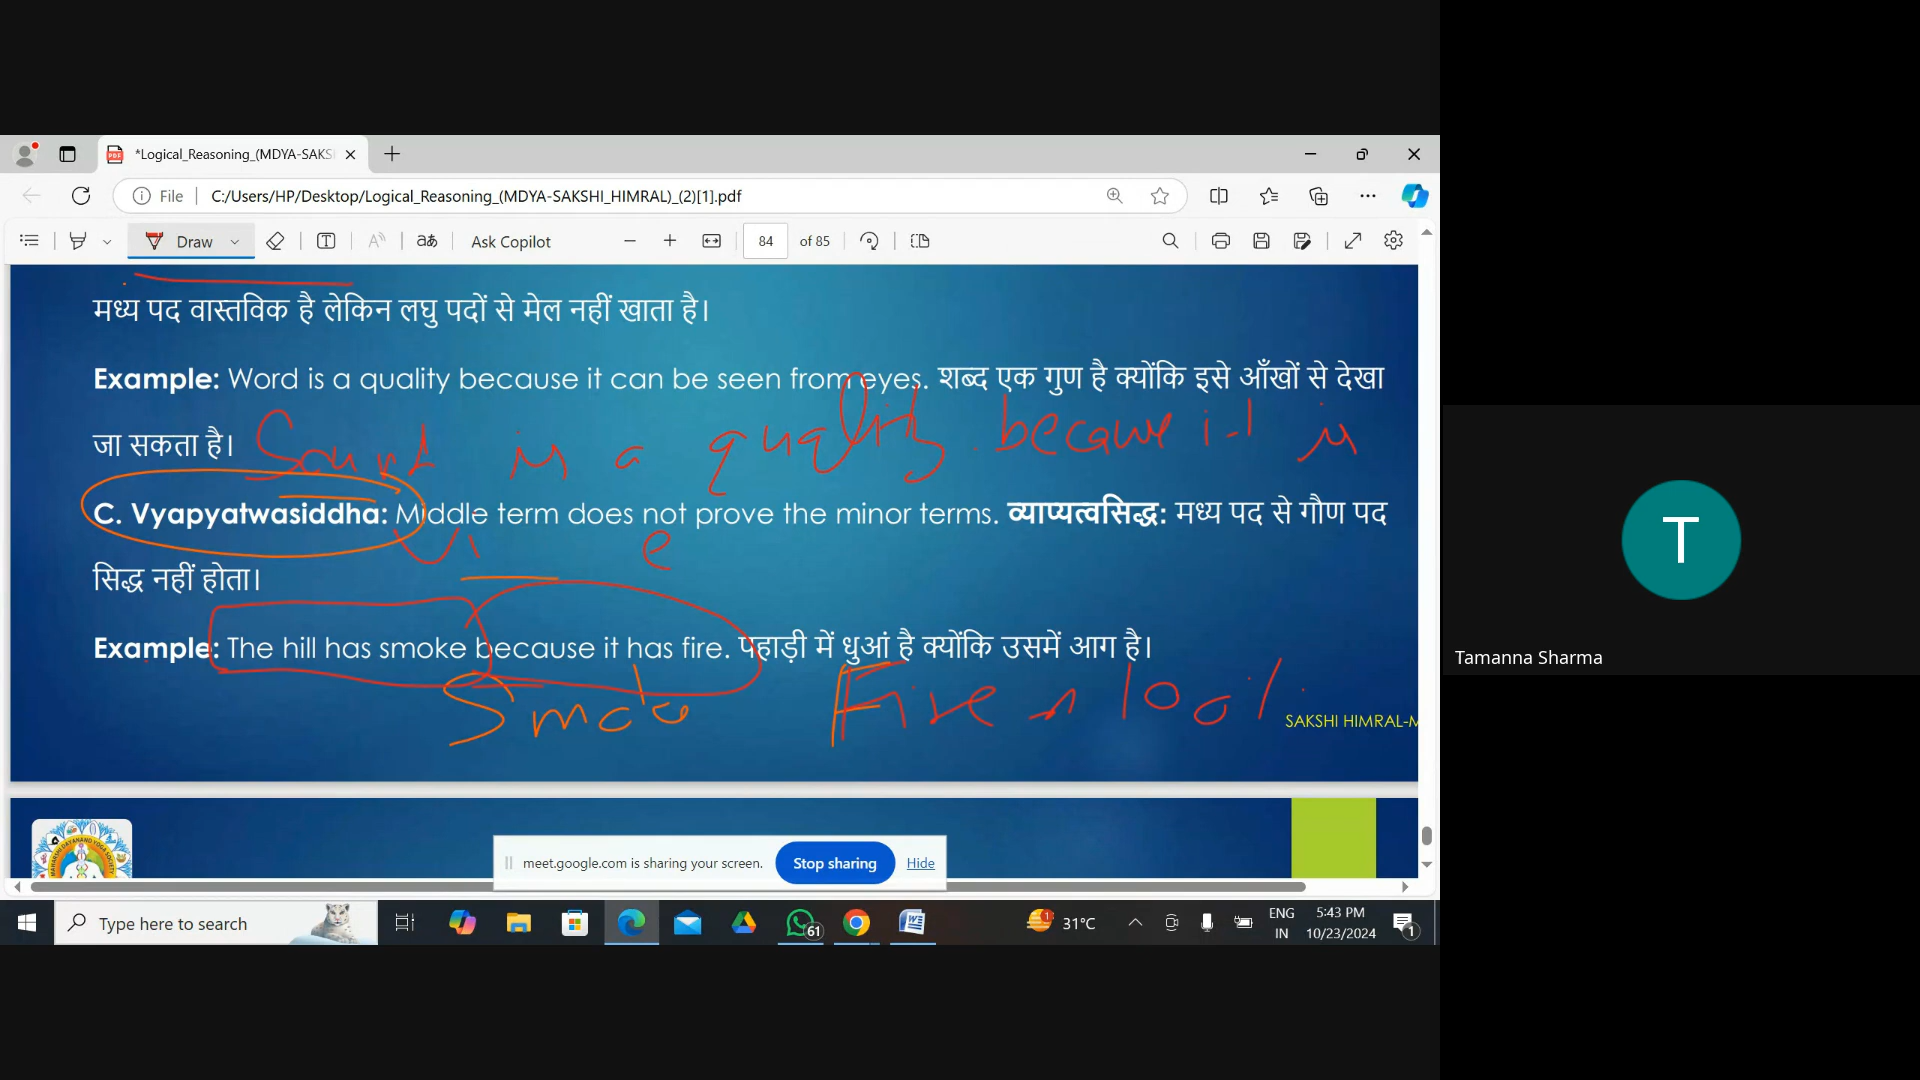 *Logical_Reasoning_(MDYA-SAKS
File C:/Users/HP/Desktop/Logical_Reasoning_(MDYA-SAKSHI_HIMRAL)_(2)[1].pdf
Draw Ask Copilot 84 of 85
मध्य पद वास्तविक है लेकिन लघु पदों से मेल नहीं खाता है।
Example: Word is a quality because it can be seen from eyes. शब्द एक गुण है क्योंकि इसे आँखों से देखा
जा सकता है। Sound is a quality because it is
C. Vyapyatwasiddha: Middle term does not prove the minor terms. व्याप्यत्वसिद्ध: मध्य पद से गौण पद
सिद्ध नहीं होता।
Example: The hill has smoke because it has fire. पहाड़ी में धुआं है क्योंकि उसमें आग है।
Fire
SAKSHI HIMRAL-M
Tamanna Sharma
T
meet.google.com is sharing your screen. Stop sharing Hide
Type here to search 61 31°C ENG IN 5:43 PM 10/23/2024 1